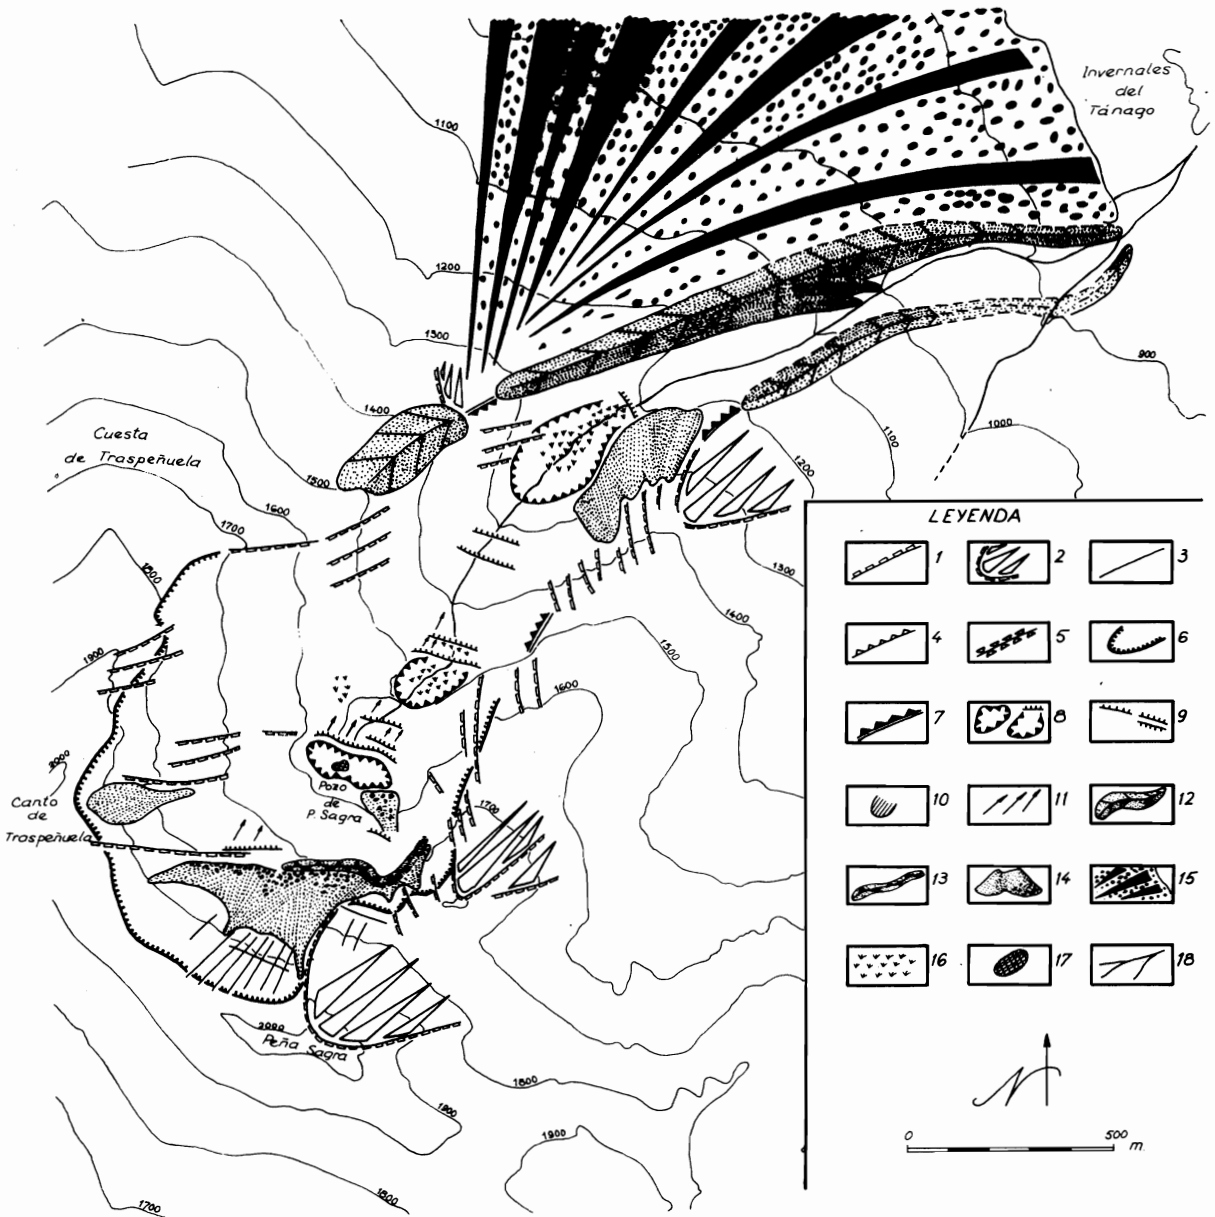 Invernales
del
Tánago
1100
1200
1300
1400
900
Cuesta
de Traspeñuela
1100
1000
1200
1500
1600
1700
1800
1300
1400
1500
1900
1600
2000
Pozo
de
P. Sagra
Canto
de
Traspeñuela
1700
2000
Peña Sagra
1800
1900
1900
1800
1700
LEYENDA
1 2 3
4 5 6
7 8 9
10 11 12
13 14 15
16 17 18
N
0 500 m.